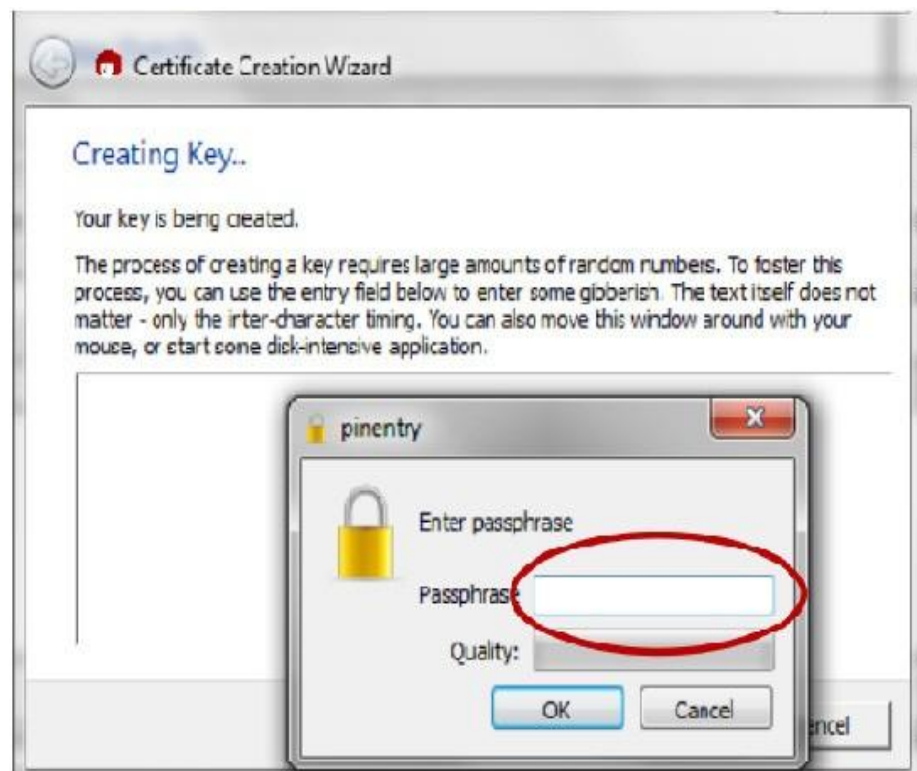 Certificate Creation Wizard
Creating Key..
Your key is being created.
The process of creating a key requires large amounts of random numbers. To foster this
process, you can use the entry field below to enter some gibberish. The text itself does not
matter - only the inter-character timing. You can also move this window around with your
mouse, or start some disk-intensive application.
pinentry
Enter passphrase
Passphrase
Quality:
OK
Cancel